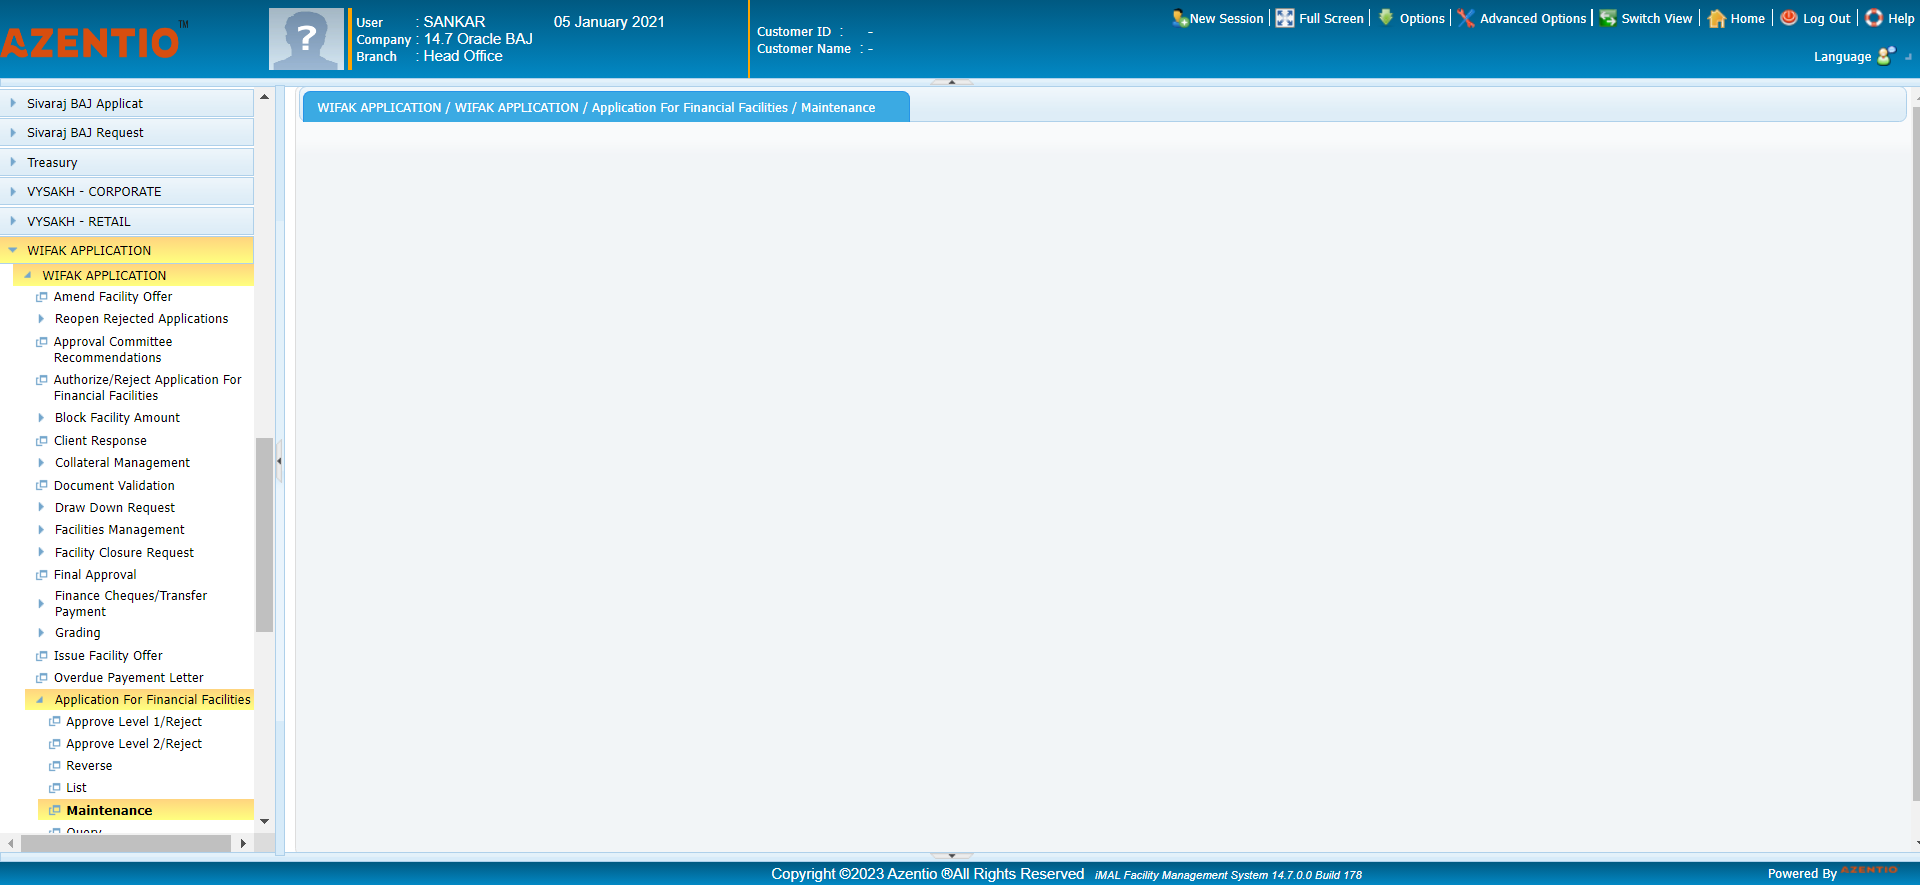 AZENTIO™
?
User : SANKAR 05 January 2021
Company : 14.7 Oracle BAJ
Branch : Head Office
Customer ID : -
Customer Name : -
New Session Full Screen Options Advanced Options Switch View Home Log Out Help
Language
Sivaraj BAJ Applicat
Sivaraj BAJ Request
Treasury
VYSAKH - CORPORATE
VYSAKH - RETAIL
WIFAK APPLICATION
WIFAK APPLICATION
Amend Facility Offer
Reopen Rejected Applications
Approval Committee
Recommendations
Authorize/Reject Application For
Financial Facilities
Block Facility Amount
Client Response
Collateral Management
Document Validation
Draw Down Request
Facilities Management
Facility Closure Request
Final Approval
Finance Cheques/Transfer
Payment
Grading
Issue Facility Offer
Overdue Payement Letter
Application For Financial Facilities
Approve Level 1/Reject
Approve Level 2/Reject
Reverse
List
Maintenance
Query
WIFAK APPLICATION / WIFAK APPLICATION / Application For Financial Facilities / Maintenance
Copyright ©2023 Azentio ®All Rights Reserved iMAL Facility Management System 14.7.0.0 Build 178
Powered By AZENTIO